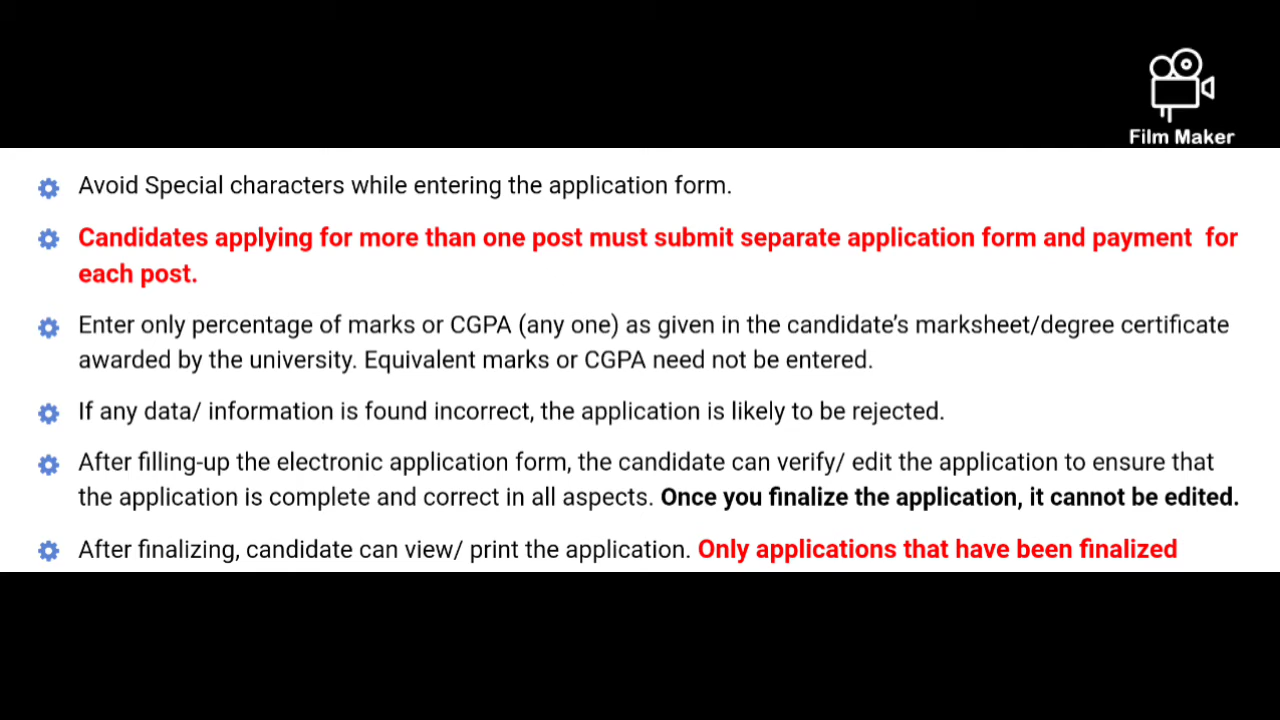 Film Maker
Avoid Special characters while entering the application form.
Candidates applying for more than one post must submit separate application form and payment for
each post.
Enter only percentage of marks or CGPA (any one) as given in the candidate's marksheet/degree certificate
awarded by the university. Equivalent marks or CGPA need not be entered.
If any data/ information is found incorrect, the application is likely to be rejected.
After filling-up the electronic application form, the candidate can verify/ edit the application to ensure that
the application is complete and correct in all aspects. Once you finalize the application, it cannot be edited.
After finalizing, candidate can view/ print the application. Only applications that have been finalized